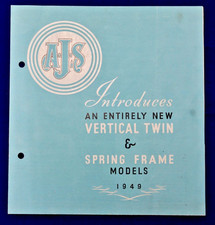 AJS
Introduces
AN ENTIRELY NEW
VERTICAL TWIN
&
SPRING FRAME
MODELS
1949